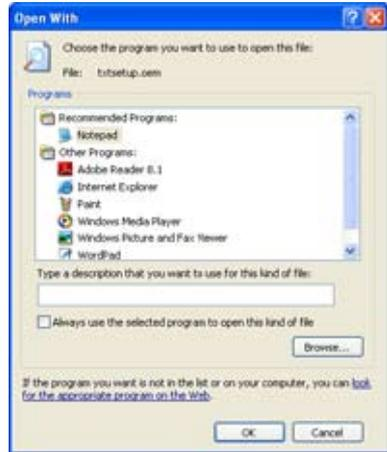 Open With
Choose the program you want to use to open this file:
File: txtsetup.oem
Programs
Recommended Programs:
Notepad
Other Programs:
Adobe Reader 8.1
Internet Explorer
Paint
Windows Media Player
Windows Picture and Fax Viewer
WordPad
Type a description that you want to use for this kind of file:
Always use the selected program to open this kind of file
Browse...
If the program you want is not in the list or on your computer, you can look
for the appropriate program on the Web.
OK Cancel